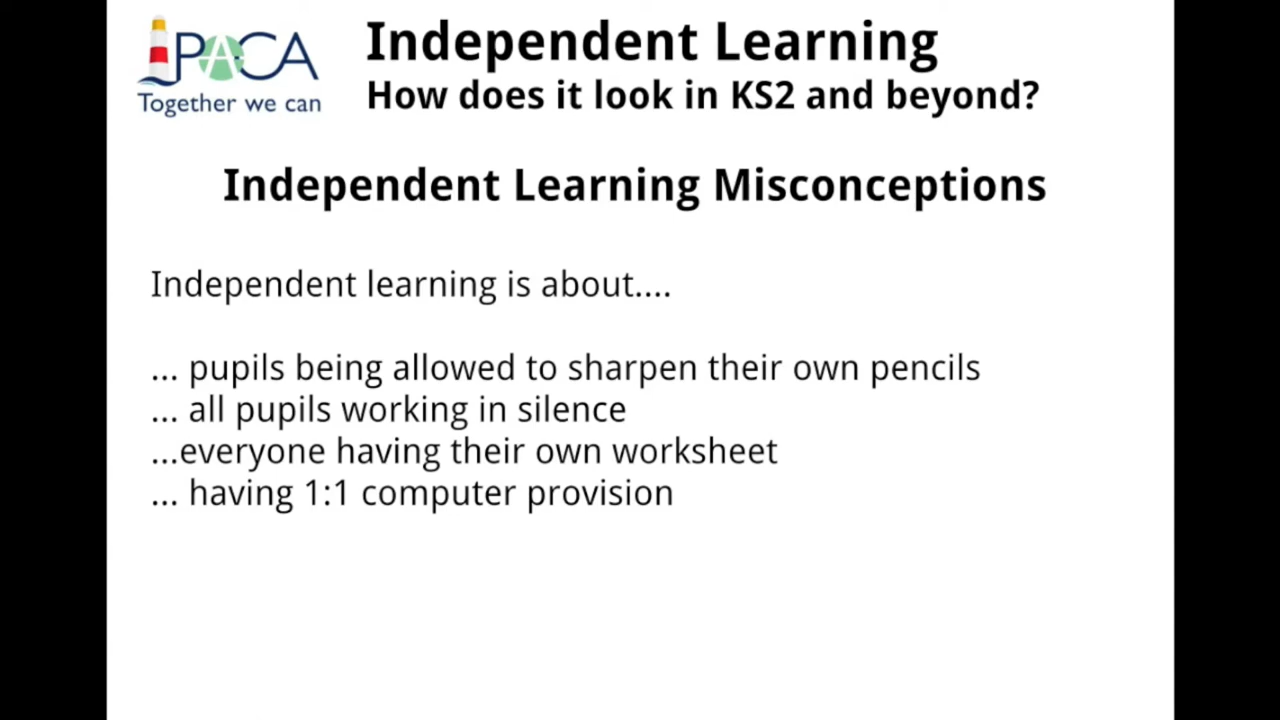 PACA
Together we can
Independent Learning
How does it look in KS2 and beyond?
Independent Learning Misconceptions
Independent learning is about....
... pupils being allowed to sharpen their own pencils
... all pupils working in silence
...everyone having their own worksheet
... having 1:1 computer provision